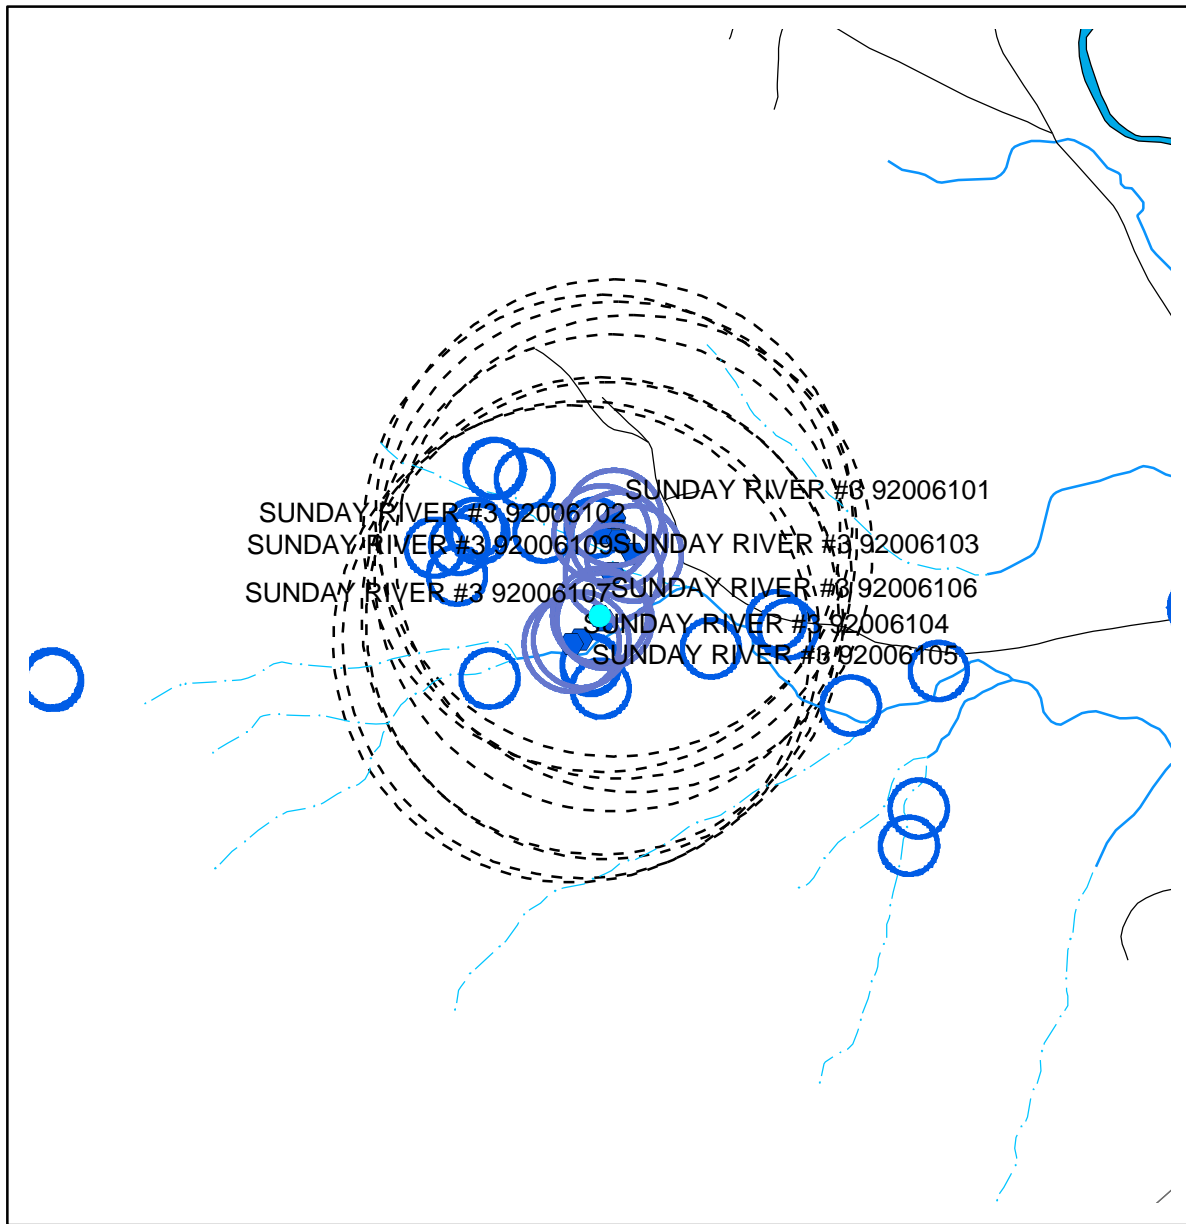 SUNDAY RIVER #3 92006101
SUNDAY RIVER #3 92006102
SUNDAY RIVER #3 92006109
SUNDAY RIVER #3 92006103
SUNDAY RIVER #3 92006107
SUNDAY RIVER #3 92006106
SUNDAY RIVER #3 92006104
SUNDAY RIVER #3 92006105